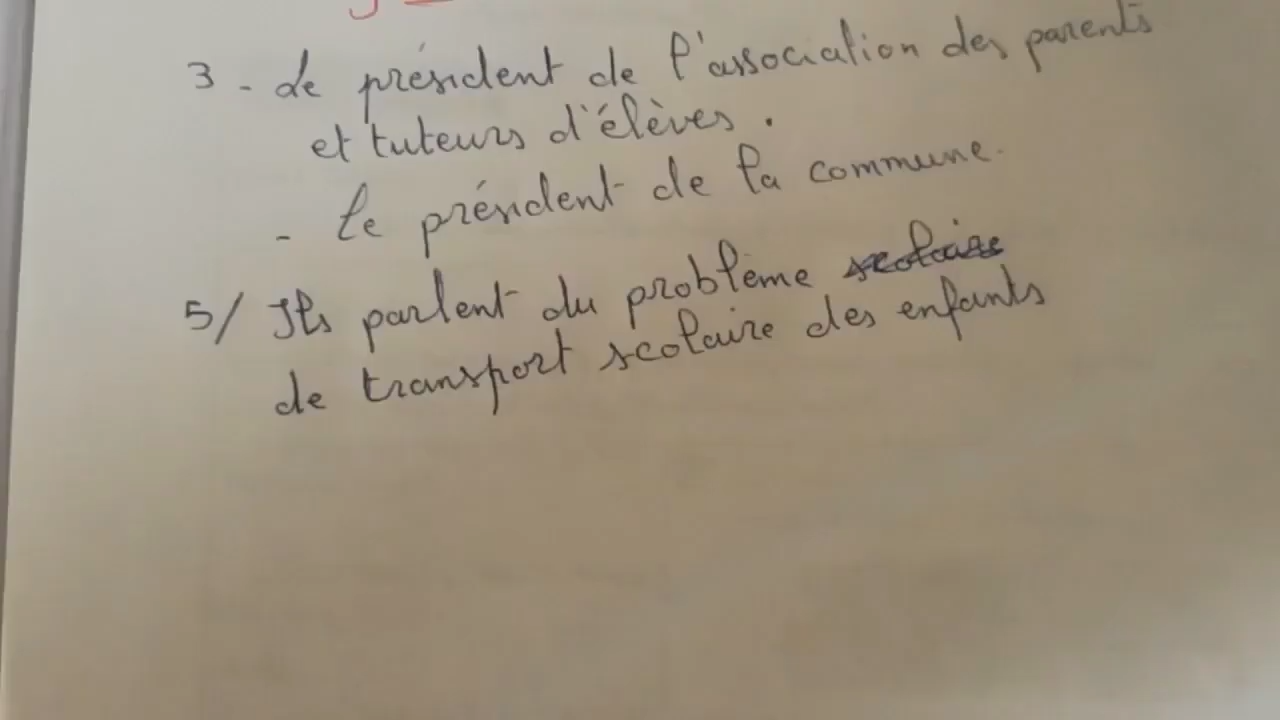 3 - Le président de l'association des parents
et tuteurs d'élèves.
- le président de la commune.
5/ Ils parlent du problème scolaire
de transport scolaire des enfants